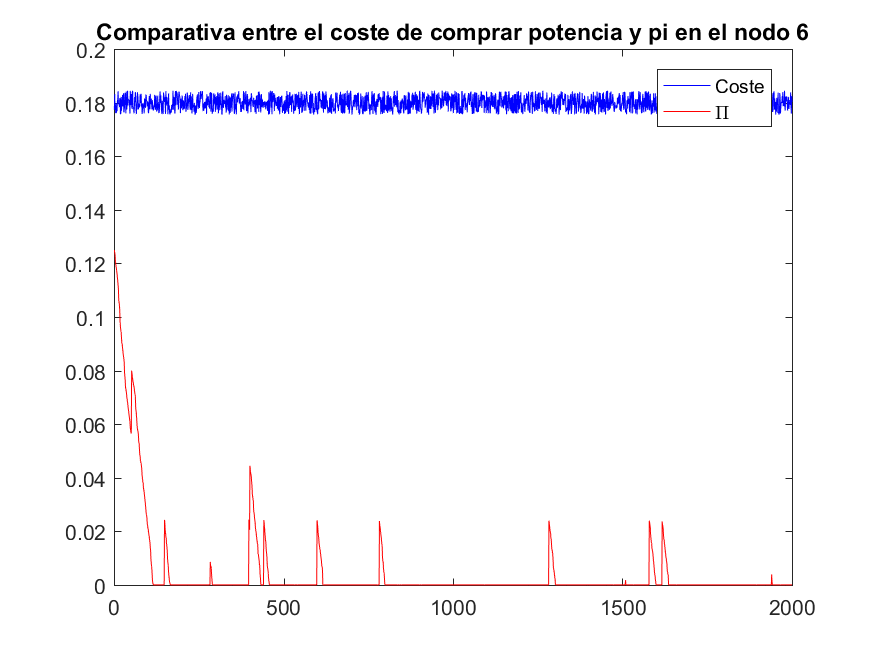 Comparativa entre el coste de comprar potencia y pi en el nodo 6
0.2
0.18
0.16
0.14
0.12
0.1
0.08
0.06
0.04
0.02
0
0 500 1000 1500 2000
Coste
Π